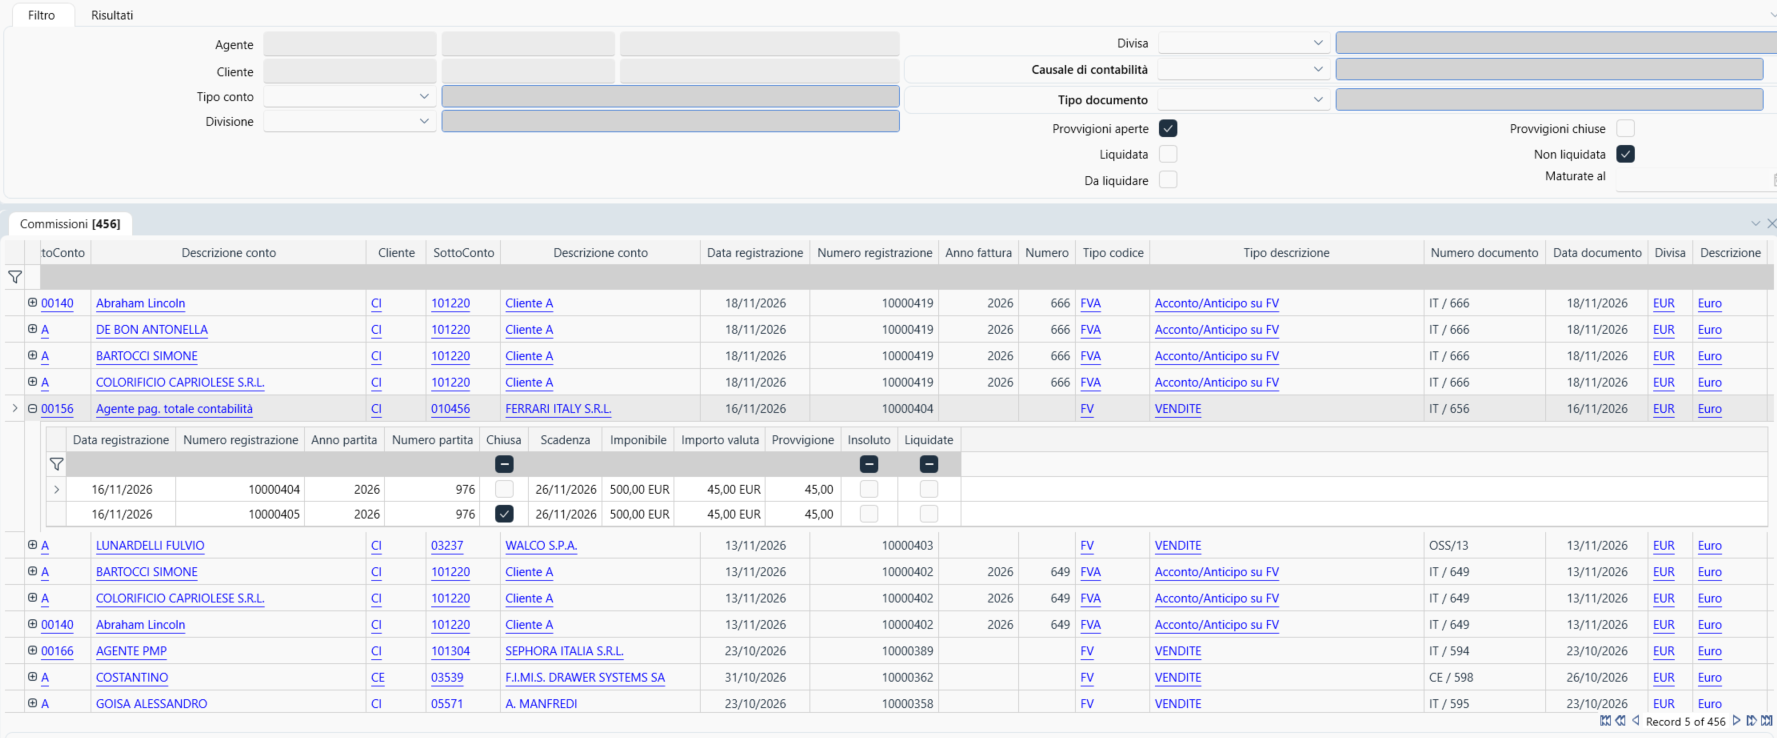 Filtro Risultati
Agente Divisa
Cliente Causale di contabilità
Tipo conto Tipo documento
Divisione
Provvigioni aperte Provvigioni chiuse
Liquidata Non liquidata
Da liquidare Maturate al
Commissioni [456]
toConto Descrizione conto Cliente SottoConto Descrizione conto Data registrazione Numero registrazione Anno fattura Numero Tipo codice Tipo descrizione Numero documento Data documento Divisa Descrizione
00140 Abraham Lincoln CI 101220 Cliente A 18/11/2026 10000419 2026 666 FVA Acconto/Anticipo su FV IT / 666 18/11/2026 EUR Euro
A DE BON ANTONELLA CI 101220 Cliente A 18/11/2026 10000419 2026 666 FVA Acconto/Anticipo su FV IT / 666 18/11/2026 EUR Euro
A BARTOCCI SIMONE CI 101220 Cliente A 18/11/2026 10000419 2026 666 FVA Acconto/Anticipo su FV IT / 666 18/11/2026 EUR Euro
A COLORIFICIO CAPRIOLESE S.R.L. CI 101220 Cliente A 18/11/2026 10000419 2026 666 FVA Acconto/Anticipo su FV IT / 666 18/11/2026 EUR Euro
00156 Agente pag. totale contabilità CI 010456 FERRARI ITALY S.R.L. 16/11/2026 10000404 FV VENDITE IT / 656 16/11/2026 EUR Euro
Data registrazione Numero registrazione Anno partita Numero partita Chiusa Scadenza Imponibile Importo valuta Provvigione Insoluto Liquidate
16/11/2026 10000404 2026 976 26/11/2026 500,00 EUR 45,00 EUR 45,00
16/11/2026 10000405 2026 976 26/11/2026 500,00 EUR 45,00 EUR 45,00
A LUNARDELLI FULVIO CI 03237 WALCO S.P.A. 13/11/2026 10000403 FV VENDITE OSS/13 13/11/2026 EUR Euro
A BARTOCCI SIMONE CI 101220 Cliente A 13/11/2026 10000402 2026 649 FVA Acconto/Anticipo su FV IT / 649 13/11/2026 EUR Euro
A COLORIFICIO CAPRIOLESE S.R.L. CI 101220 Cliente A 13/11/2026 10000402 2026 649 FVA Acconto/Anticipo su FV IT / 649 13/11/2026 EUR Euro
00140 Abraham Lincoln CI 101220 Cliente A 13/11/2026 10000402 2026 649 FVA Acconto/Anticipo su FV IT / 649 13/11/2026 EUR Euro
00166 AGENTE PMP CI 101304 SEPHORA ITALIA S.R.L. 23/10/2026 10000389 FV VENDITE IT / 594 23/10/2026 EUR Euro
A COSTANTINO CE 03539 F.I.MI.S. DRAWER SYSTEMS SA 31/10/2026 10000362 FV VENDITE CE / 598 26/10/2026 EUR Euro
A GOISA ALESSANDRO CI 05571 A. MANFREDI 23/10/2026 10000358 FV VENDITE IT / 595 23/10/2026 EUR Euro
Record 5 of 456